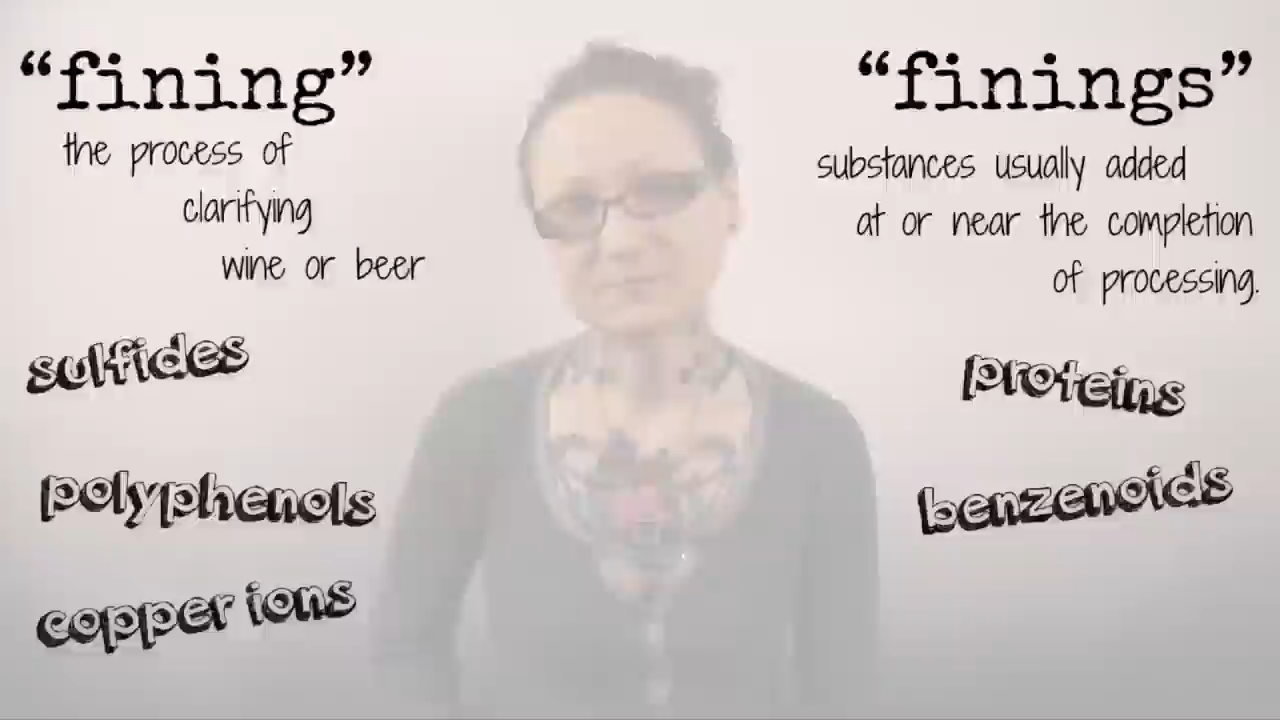 “fining”
the process of
clarifying
wine or beer
sulfides
polyphenols
copper ions
“finings”
substances usually added
at or near the completion
of processing.
proteins
benzenoids